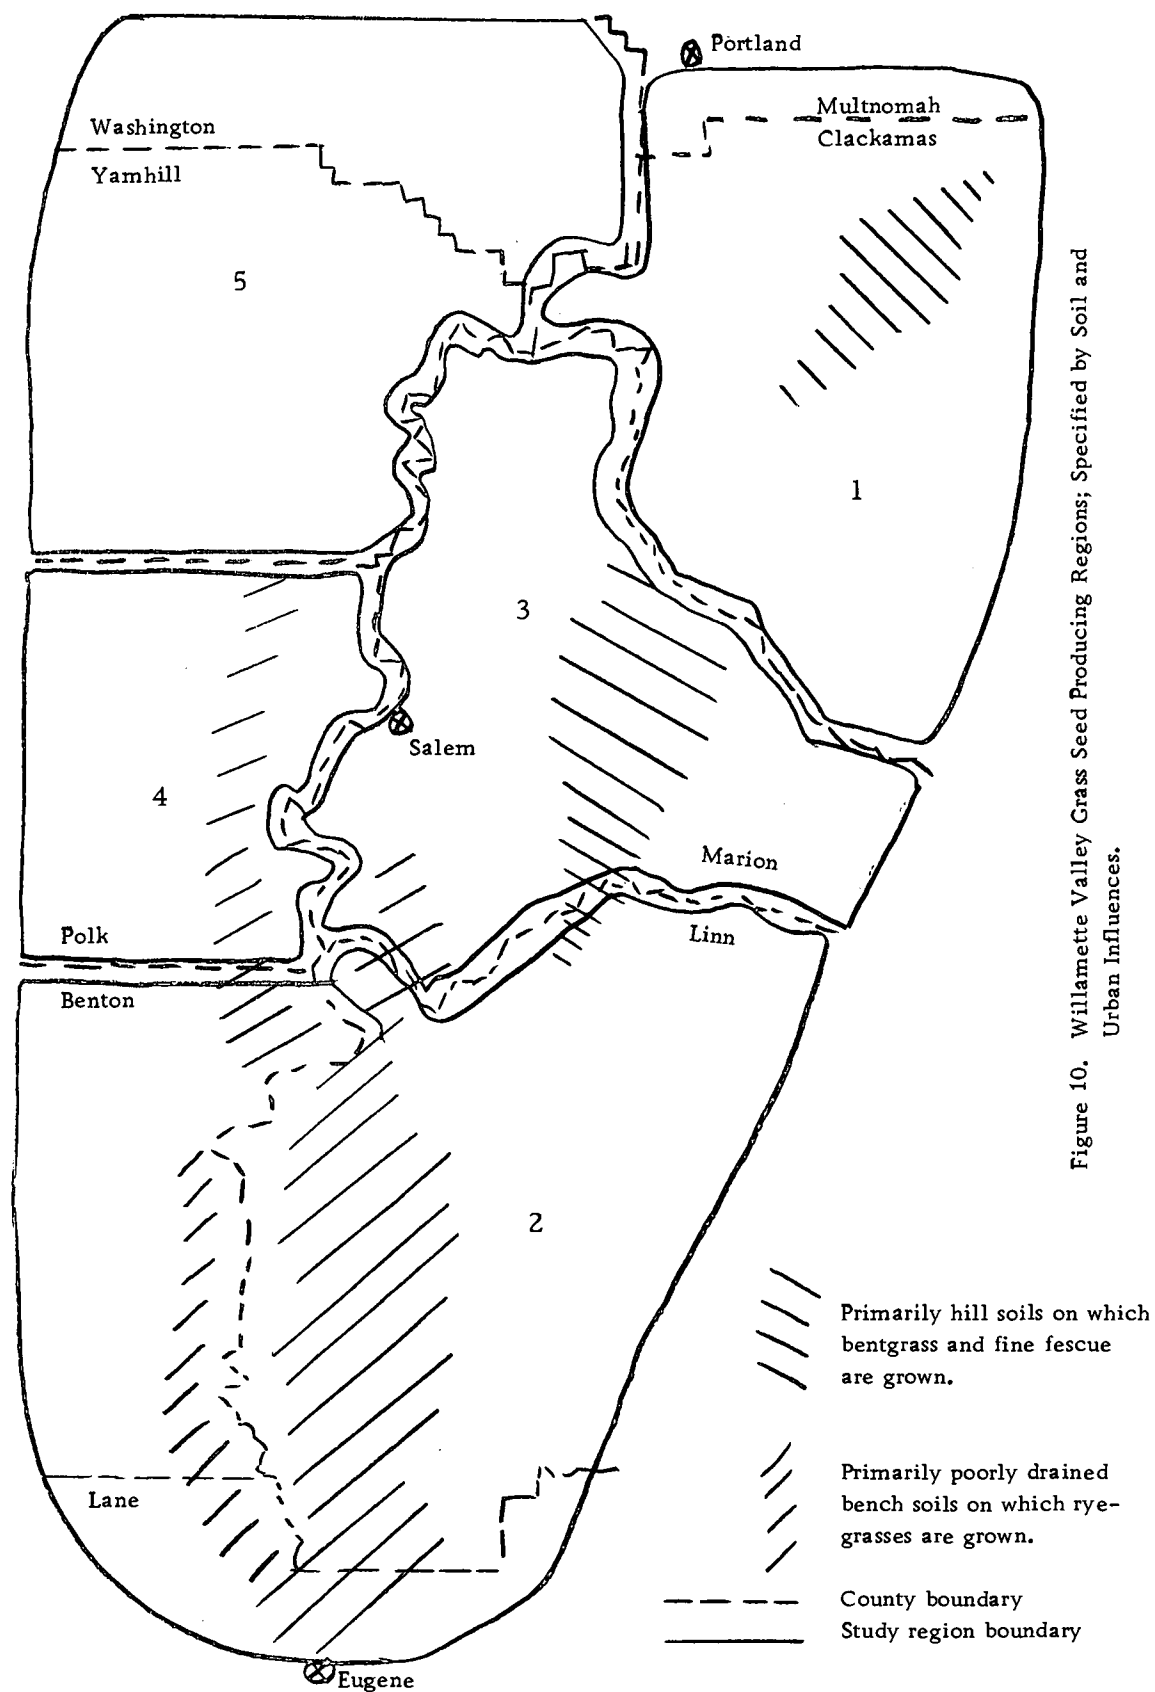 Portland
Multnomah
Clackamas
Washington
Yamhill
5
1
3
Salem
4
Marion
Linn
Polk
Benton
2
Lane
Eugene
Primarily hill soils on which
bentgrass and fine fescue
are grown.
Primarily poorly drained
bench soils on which rye-
grasses are grown.
County boundary
Study region boundary
Figure 10. Willamette Valley Grass Seed Producing Regions; Specified by Soil and
Urban Influences.